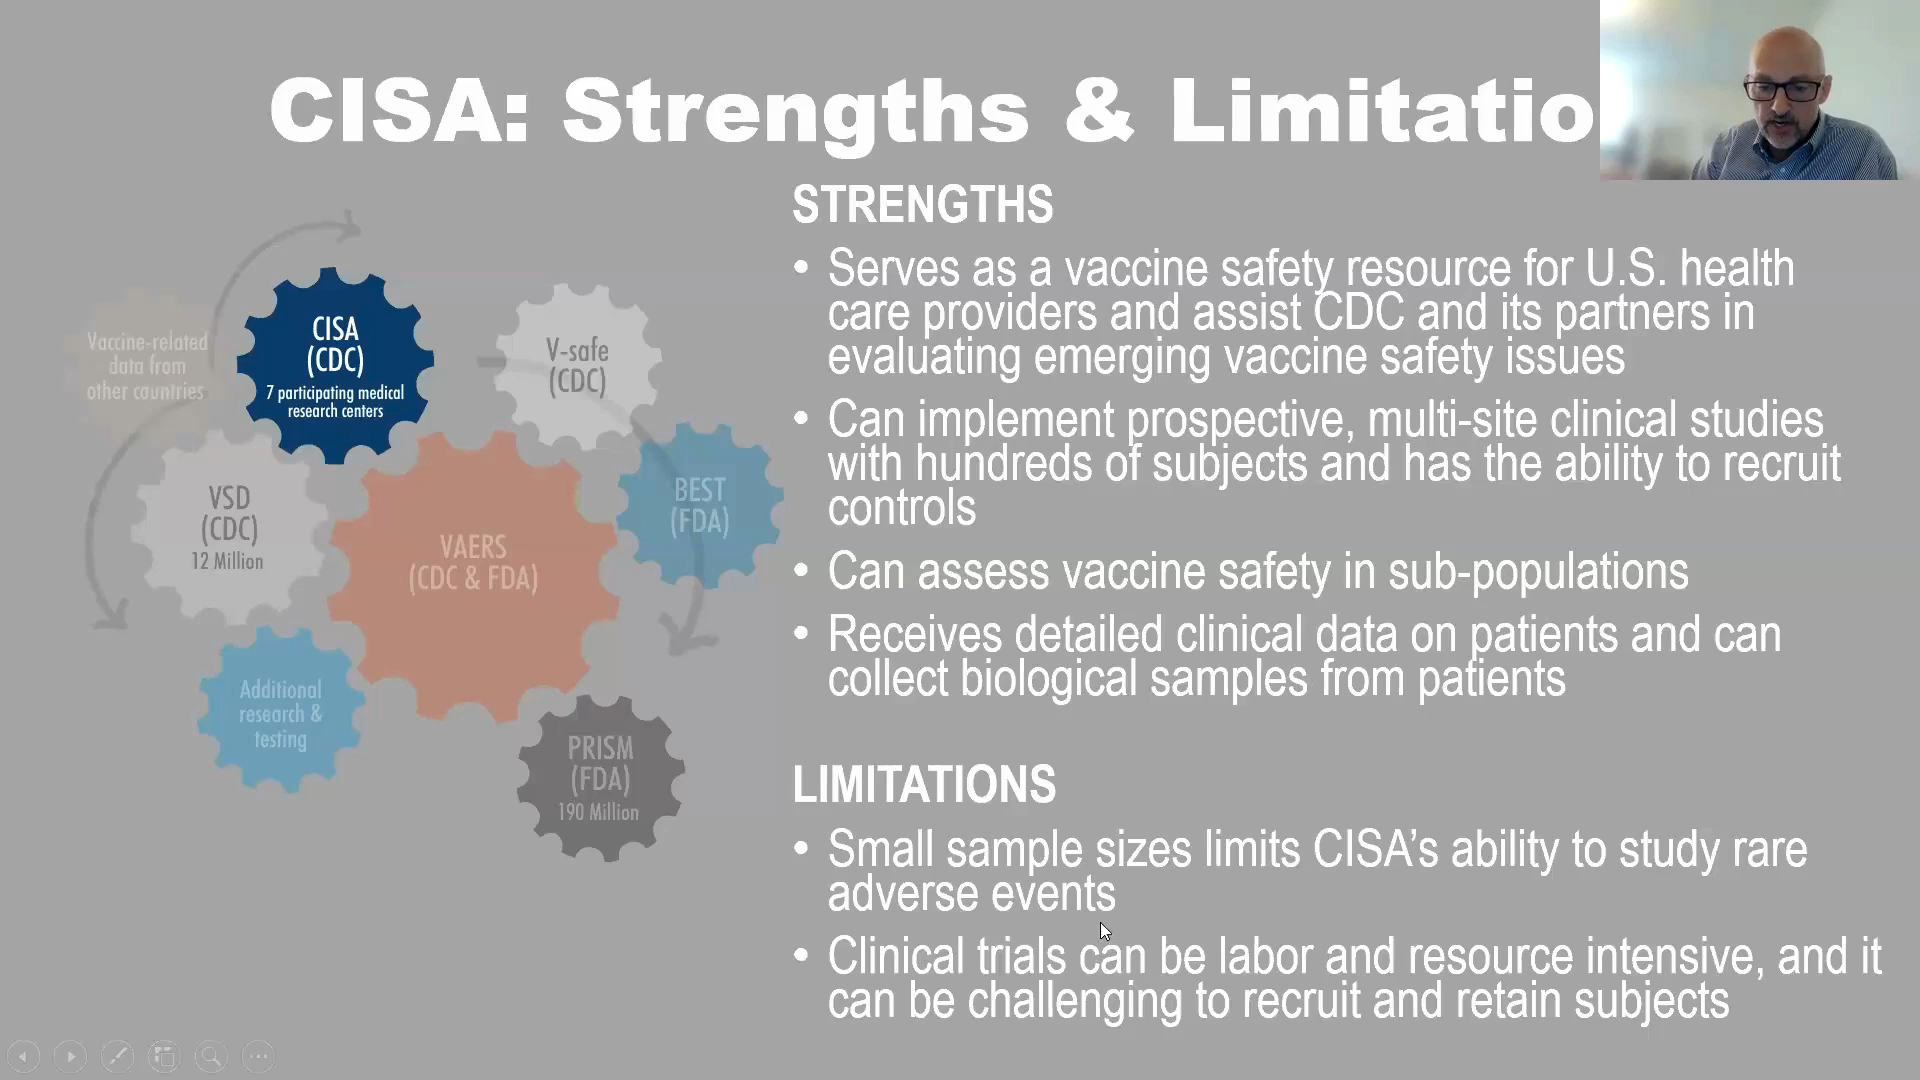 CISA: Strengths & Limitatio
STRENGTHS
• Serves as a vaccine safety resource for U.S. health
care providers and assist CDC and its partners in
evaluating emerging vaccine safety issues
• Can implement prospective, multi-site clinical studies
with hundreds of subjects and has the ability to recruit
controls
• Can assess vaccine safety in sub-populations
• Receives detailed clinical data on patients and can
collect biological samples from patients
LIMITATIONS
• Small sample sizes limits CISA’s ability to study rare
adverse events
• Clinical trials can be labor and resource intensive, and it
can be challenging to recruit and retain subjects
Vaccine-related
data from
other countries
CISA
(CDC)
7 participating medical
research centers
V-safe
(CDC)
VSD
(CDC)
12 Million
VAERS
(CDC & FDA)
BEST
(FDA)
Additional
research &
testing
PRISM
(FDA)
190 Million